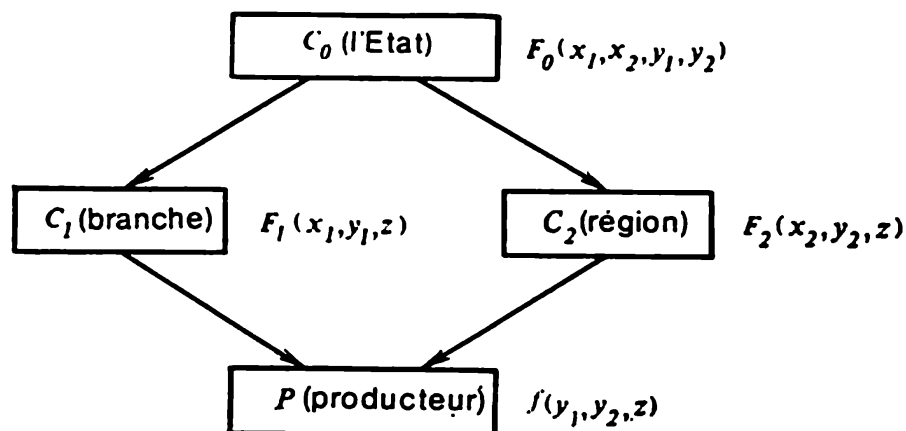 C₀ (l'Etat) F₀(x₁,x₂,y₁,y₂)
C₁(branche) F₁(x₁,y₁,z) C₂(région) F₂(x₂,y₂,z)
P (producteur) f(y₁,y₂,z)